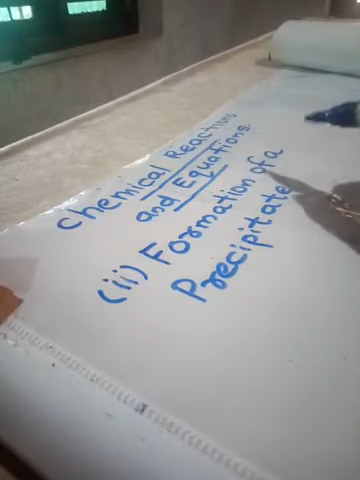 Chemical Reactions
and Equations
(ii) Formation of a
Precipitate